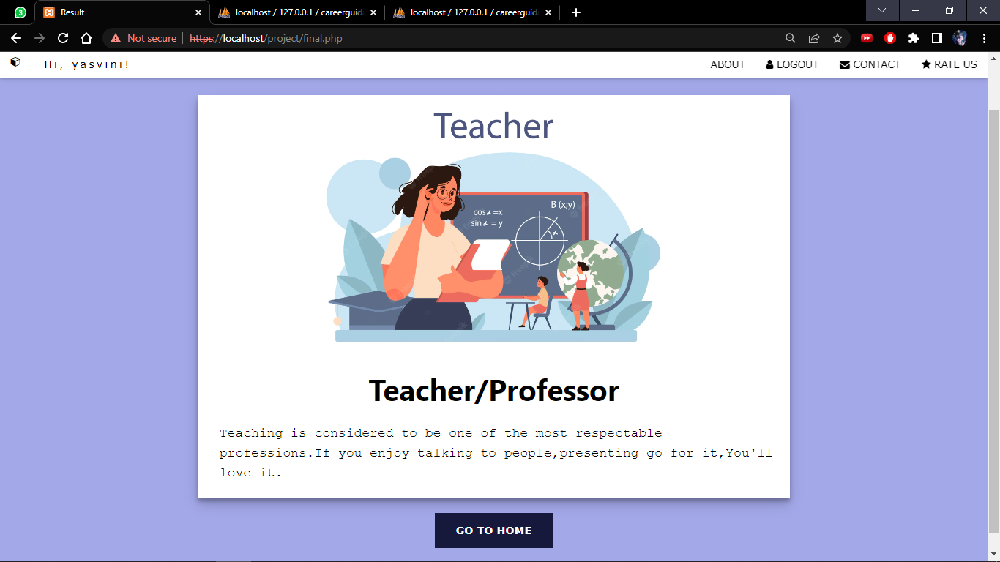 3
Result
localhost / 127.0.0.1 / careerguid
localhost / 127.0.0.1 / careerguid
Not secure
https://localhost/project/final.php
Hi, yasvini!
ABOUT
LOGOUT
CONTACT
RATE US
Teacher
B (x;y)
cos α =x
sin α = y
α
Teacher/Professor
Teaching is considered to be one of the most respectable
professions.If you enjoy talking to people,presenting go for it,You'll
love it.
GO TO HOME